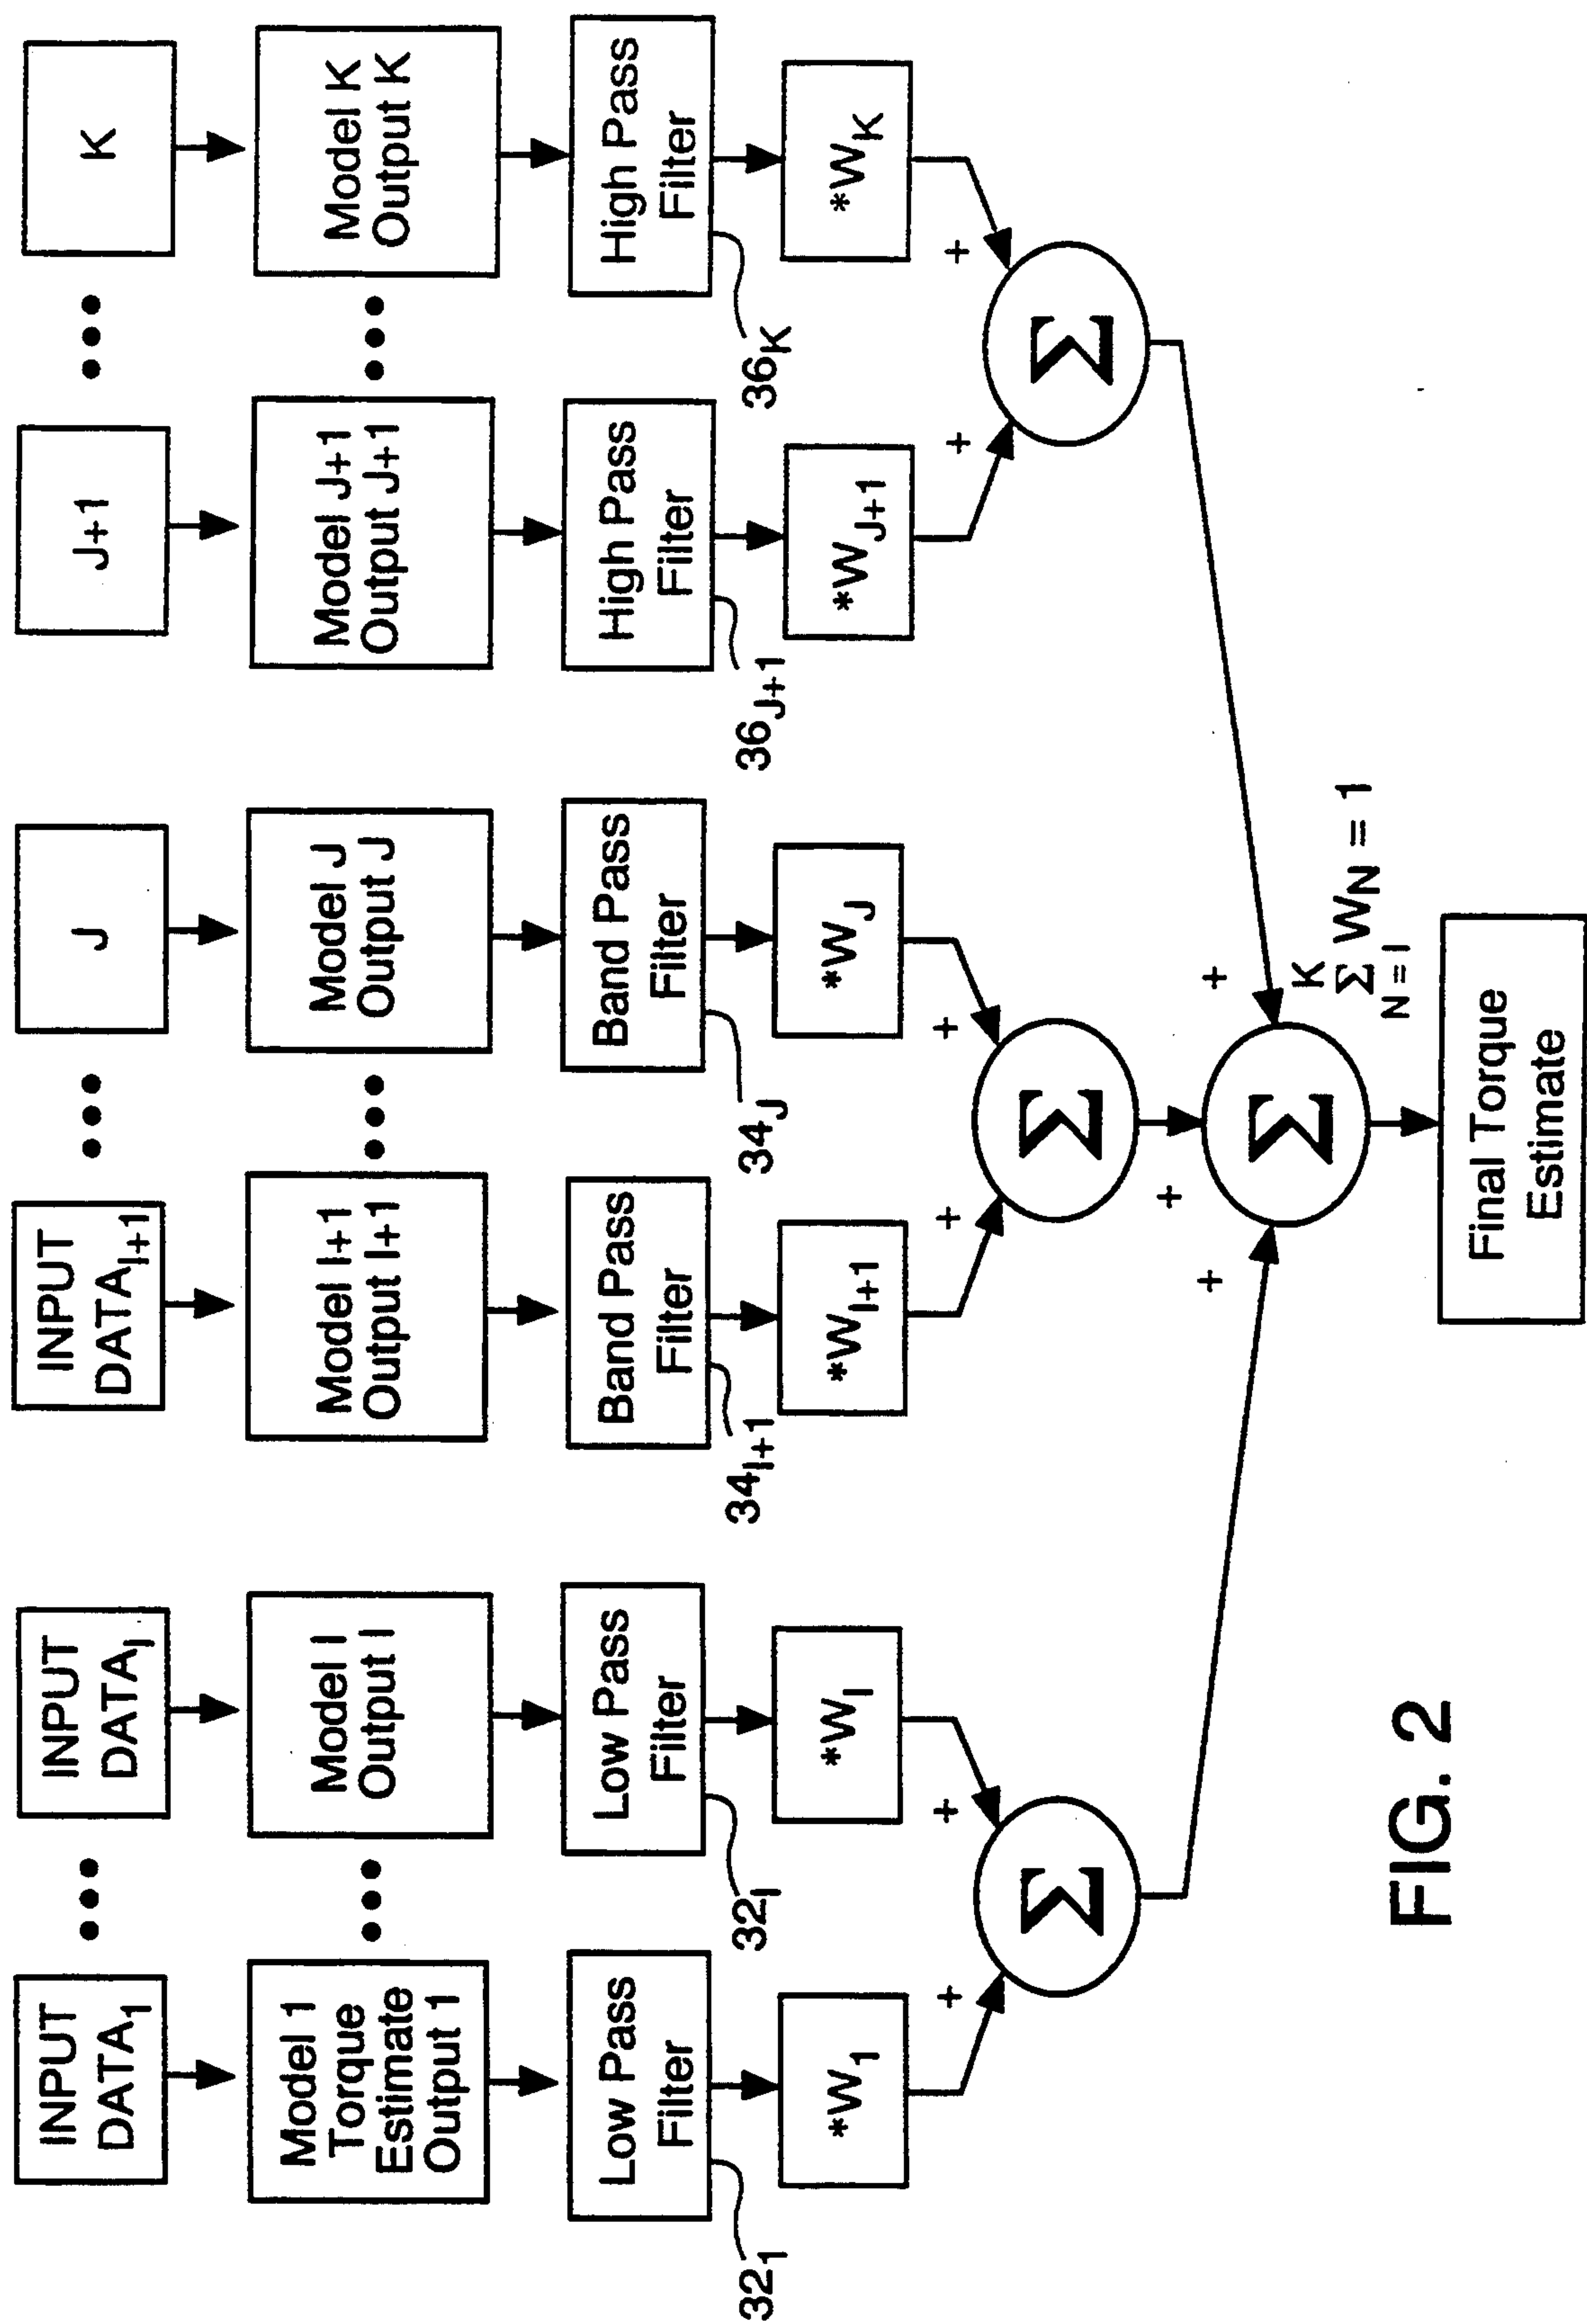 INPUT
DATA1
INPUT
DATAI
INPUT
DATAI+1
J
J+1
K
Model 1
Torque
Estimate
Output 1
Model I
Output I
Model I+1
Output I+1
Model J
Output J
Model J+1
Output J+1
Model K
Output K
Low Pass
Filter
Low Pass
Filter
Band Pass
Filter
Band Pass
Filter
High Pass
Filter
High Pass
Filter
321
32I
34I+1
34J
36J+1
36K
*W1
*WI
*WI+1
*WJ
*WJ+1
*WK
+ +
+ +
+ +
Σ
Σ
Σ
+ + +
Σ
K
Σ WN = 1
N = I
Final Torque
Estimate
FIG. 2